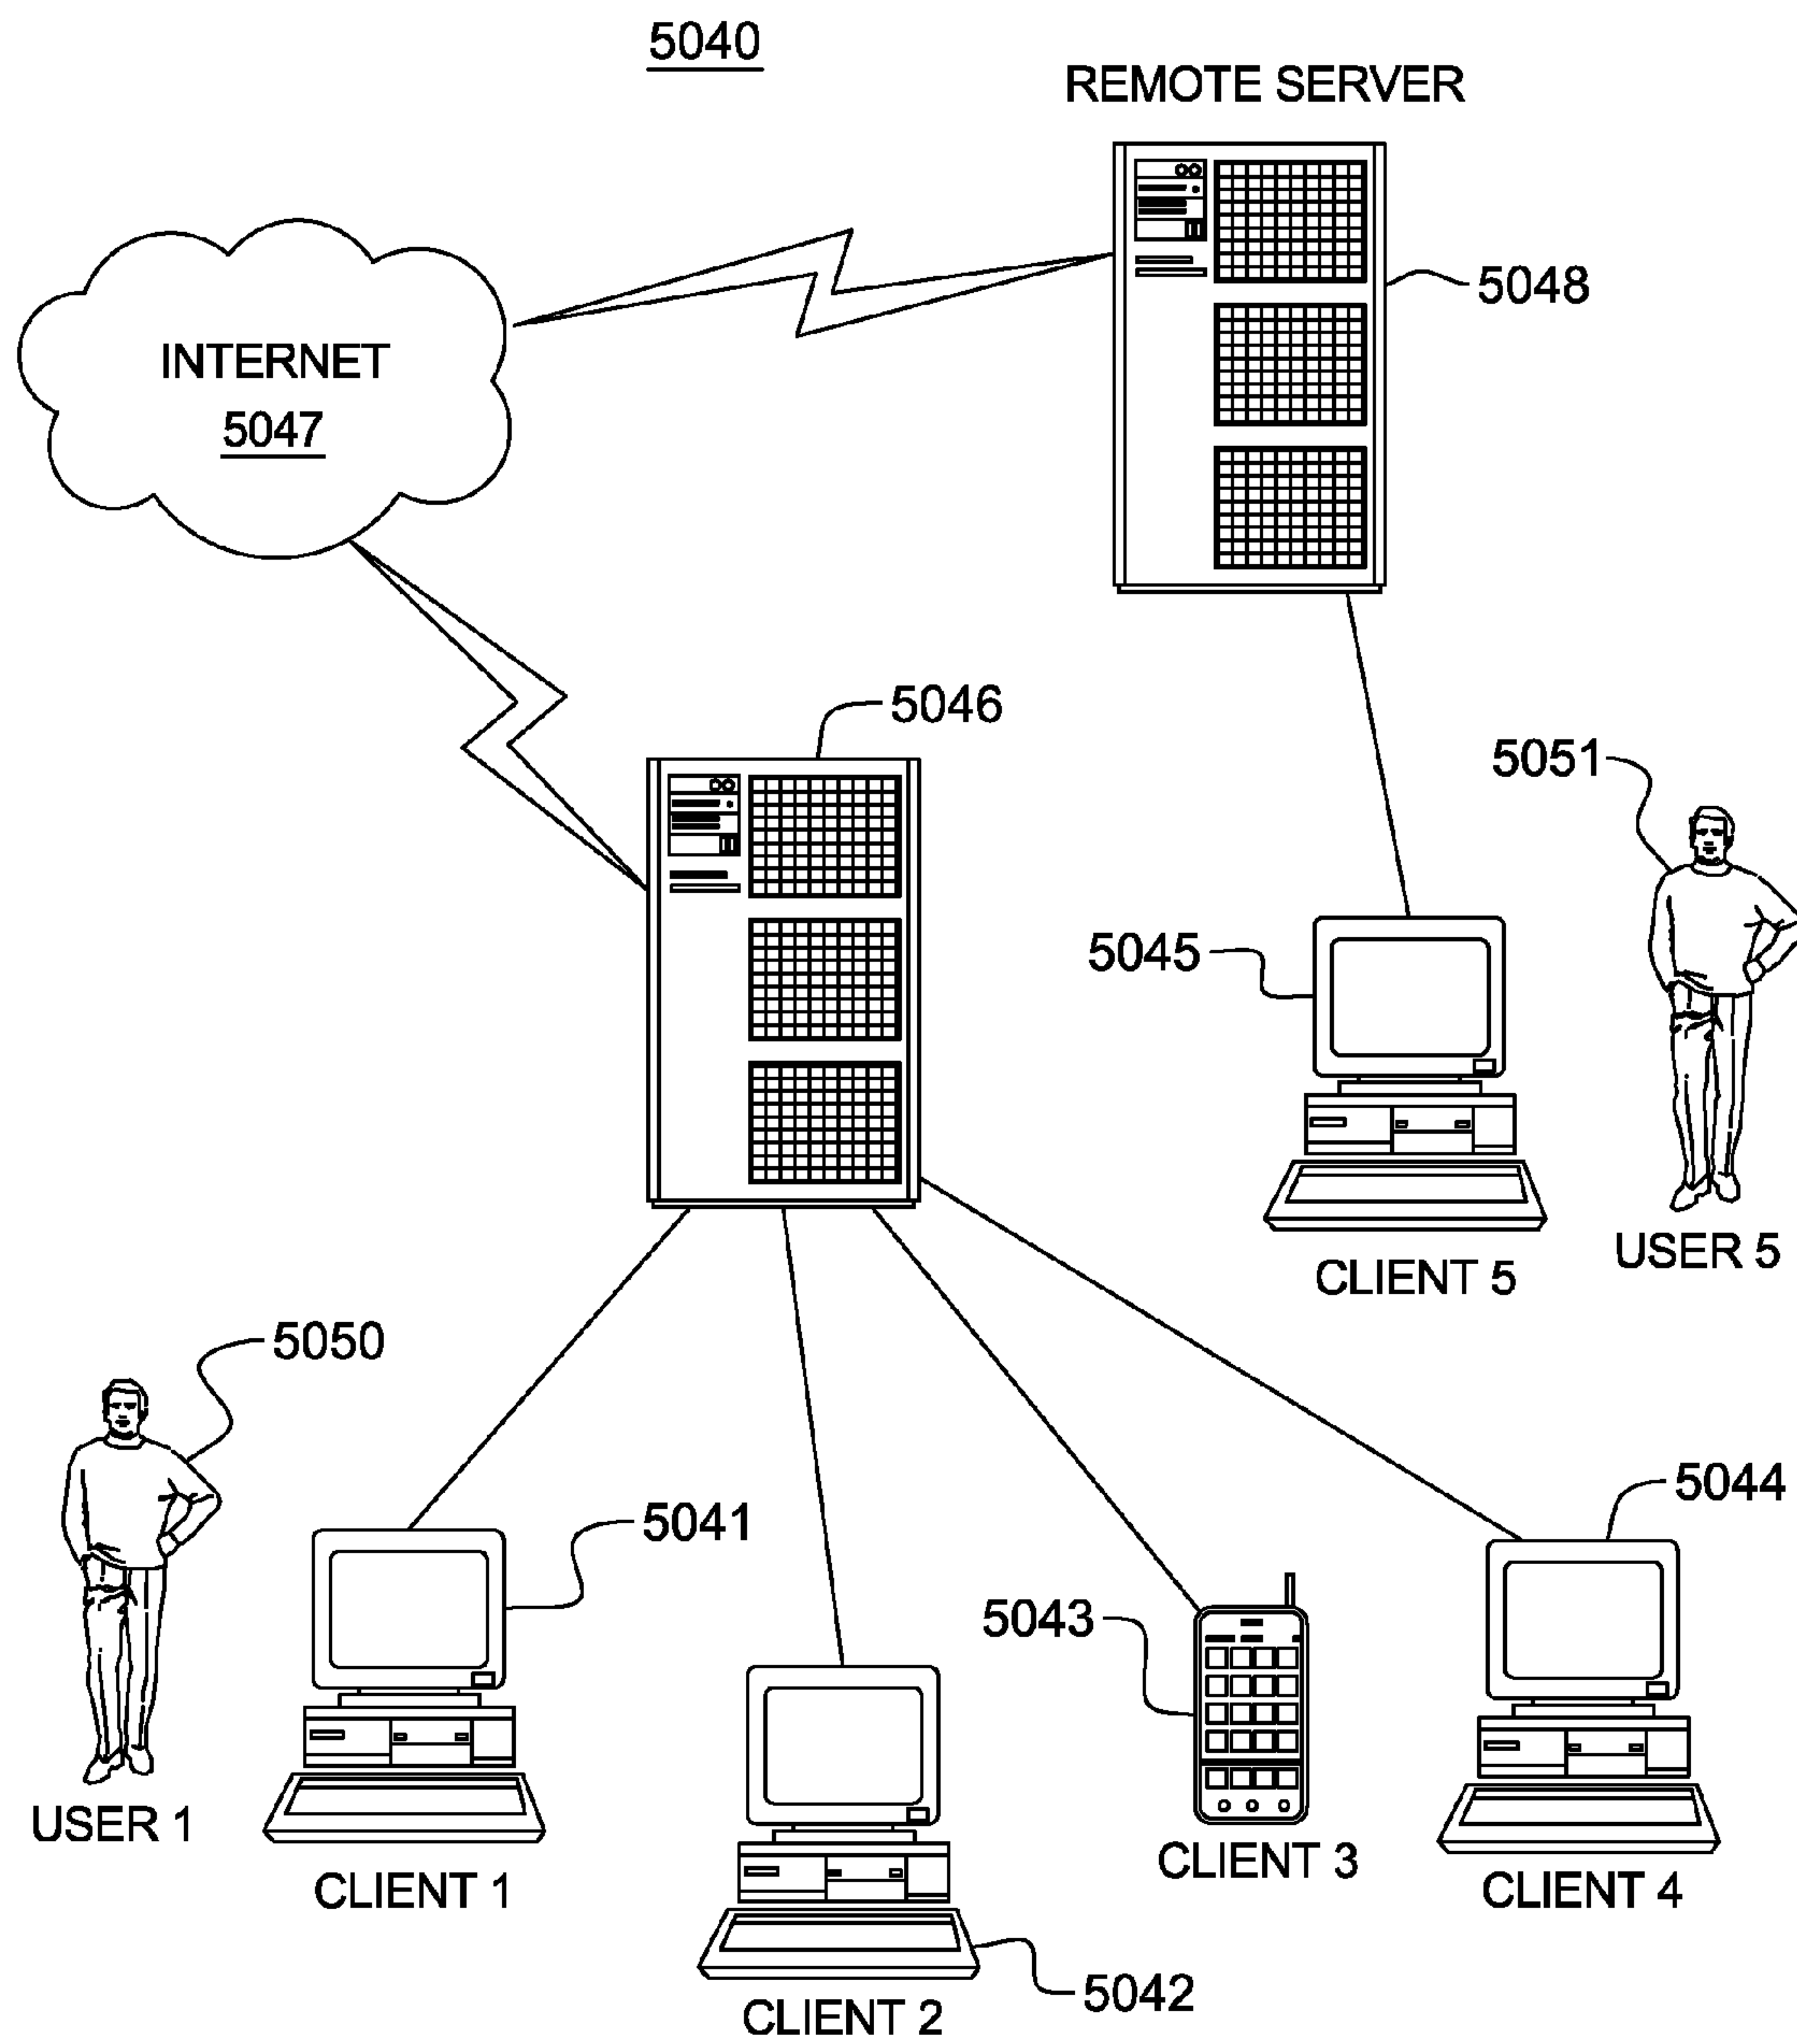 5040
REMOTE SERVER
5048
INTERNET
5047
5046
5051
5045
USER 5
CLIENT 5
5050
5041
5044
5043
USER 1
CLIENT 1
CLIENT 3
CLIENT 4
5042
CLIENT 2